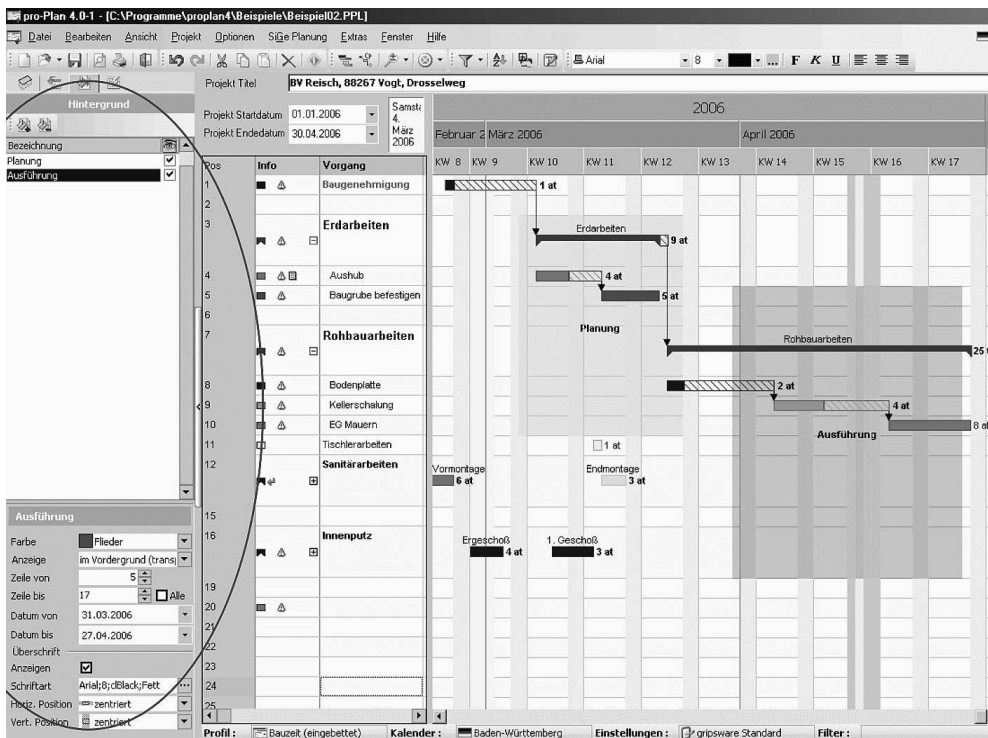 pro-Plan 4.0-1 - [C:\Programme\proplan4\Beispiele\Beispiel02.PPL]
Datei Bearbeiten Ansicht Projekt Optionen SiGe Planung Extras Fenster Hilfe
Arial 8 F K U
Projekt Titel BV Reisch, 88267 Vogt, Drosselweg
Hintergrund
Projekt Startdatum 01.01.2006
Projekt Endedatum 30.04.2006
Samsta
4.
März
2006
2006
Februar 2 März 2006 April 2006
Bezeichnung
Planung
Ausführung
Pos Info Vorgang KW 8 KW 9 KW 10 KW 11 KW 12 KW 13 KW 14 KW 15 KW 16 KW 17
1 Baugenehmigung 1 at
2
3 Erdarbeiten Erdarbeiten 9 at
4 Aushub 4 at
5 Baugrube befestigen 5 at
6
Planung
7 Rohbauarbeiten Rohbauarbeiten 25
8 Bodenplatte 2 at
9 Kellerschalung 4 at
10 EG Mauern 8 at
Ausführung
11 Tischlerarbeiten 1 at
12 Sanitärarbeiten Vormontage 6 at Endmontage 3 at
15
16 Innenputz Ergeschoß 4 at 1. Geschoß 3 at
19
20
21
22
23
24
25
Ausführung
Farbe Flieder
Anzeige im Vordergrund (transp
Zeile von 5
Zeile bis 17 Alle
Datum von 31.03.2006
Datum bis 27.04.2006
Überschrift
Anzeigen
Schriftart Arial;8;clBlack;Fett ...
Horiz. Position zentriert
Vert. Position zentriert
Profil : Bauzeit (eingebettet) Kalender : Baden-Württemberg Einstellungen : gripsware Standard Filter :